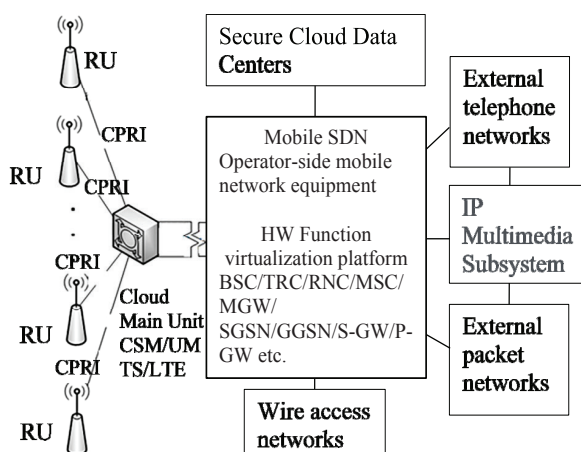 RU
CPRI
RU
CPRI
CPRI
RU
CPRI
RU
Cloud
Main Unit
CSM/UM
TS/LTE
Secure Cloud Data
Centers
Mobile SDN
Operator-side mobile
network equipment
HW Function
virtualization platform
BSC/TRC/RNC/MSC/
MGW/
SGSN/GGSN/S-GW/P-
GW etc.
Wire access
networks
External
telephone
networks
IP
Multimedia
Subsystem
External
packet
networks